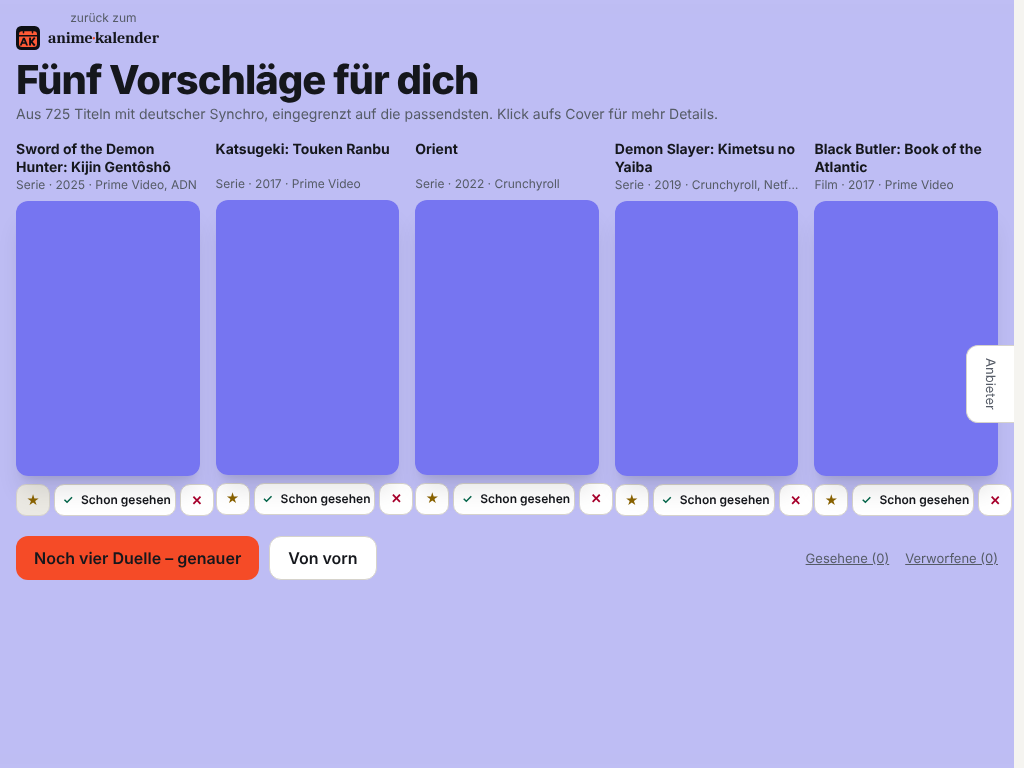 zurück zum
AK
anime·kalender
Fünf Vorschläge für dich
Aus 725 Titeln mit deutscher Synchro, eingegrenzt auf die passendsten. Klick aufs Cover für mehr Details.
Sword of the Demon
Hunter: Kijin Gentôshô
Serie · 2025 · Prime Video, ADN
Katsugeki: Touken Ranbu
Serie · 2017 · Prime Video
Orient
Serie · 2022 · Crunchyroll
Demon Slayer: Kimetsu no
Yaiba
Serie · 2019 · Crunchyroll, Netf…
Black Butler: Book of the
Atlantic
Film · 2017 · Prime Video
Anbieter
★ ✓ Schon gesehen ✕
★ ✓ Schon gesehen ✕
★ ✓ Schon gesehen ✕
★ ✓ Schon gesehen ✕
★ ✓ Schon gesehen ✕
Noch vier Duelle – genauer
Von vorn
Gesehene (0)
Verworfene (0)